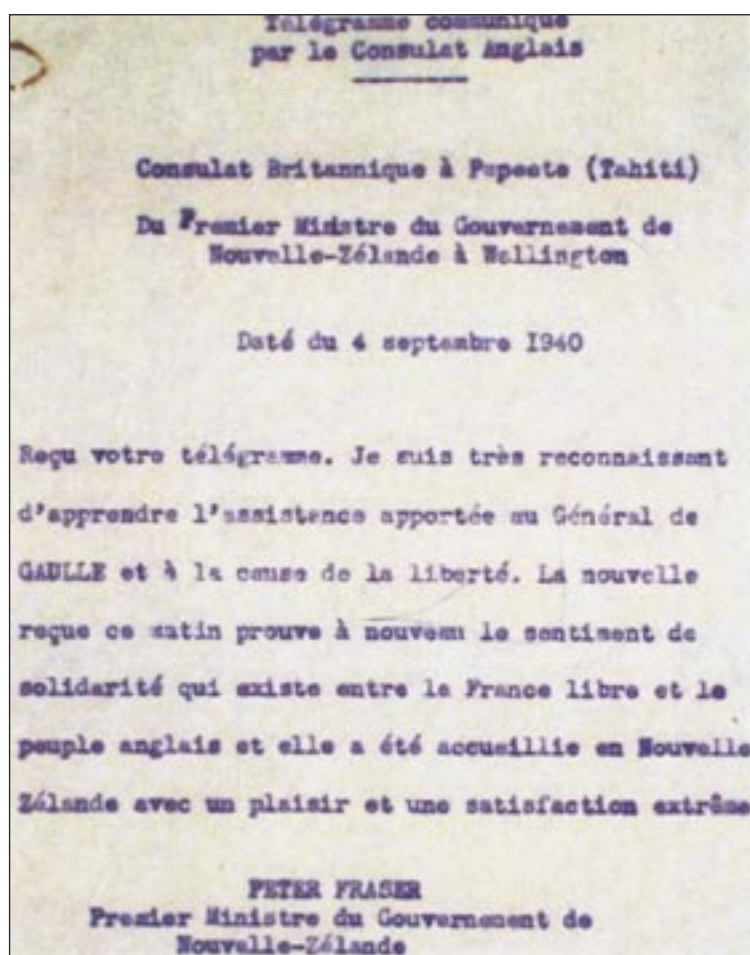 Télégramme communiqué
par le Consulat Anglais
Consulat Britannique à Papeete (Tahiti)
Du Premier Ministre du Gouvernement de
Nouvelle-Zélande à Wellington
Daté du 4 septembre I940
Reçu votre télégramme. Je suis très reconnaissant
d'apprendre l'assistance apportée au Général de
GAULLE et à la cause de la liberté. La nouvelle
reçue ce matin prouve à nouveau le sentiment de
solidarité qui existe entre la France libre et le
peuple anglais et elle a été accueillie en Nouvelle
Zélande avec un plaisir et une satisfaction extrême
PETER FRASER
Premier Ministre du Gouvernement de
Nouvelle-Zélande